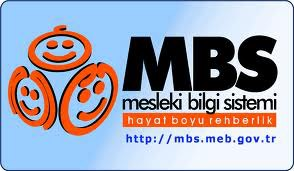 MBS
mesleki bilgi sistemi
hayat boyu rehberlik
http://mbs.meb.gov.tr